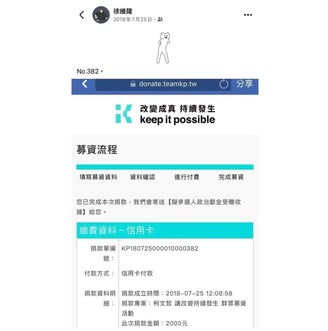 徐維隆
2018年7月25日
No.382。
donate.teamkp.tw
分享
改變成真 持續發生
keep it possible
募資流程
填寫募資資料 資料確認 進行付費 完成募資
您已完成本次捐款，我們會寄送【擬參選人政治獻金受贈收
據】給您。
繳費資料－信用卡
捐款單編 KP180725000010000382
號：
付款方式： 信用卡付款
捐款資料明 捐款成立時間：2018-07-25 12:08:58
細： 捐款專案：柯文哲 讓改變持續發生 群眾募資
活動
此次捐款金額：2000元